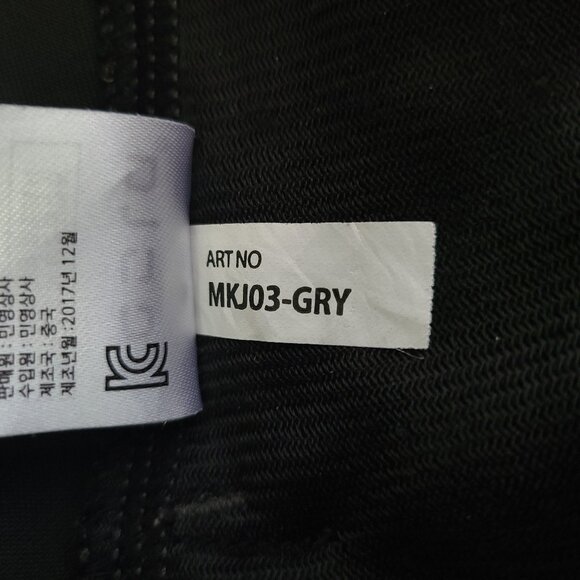 ART NO
MKJ03-GRY
판매원 : 민영상사
수입원 : 민영상사
제조국 : 중국
제조년월 : 2017년 12월